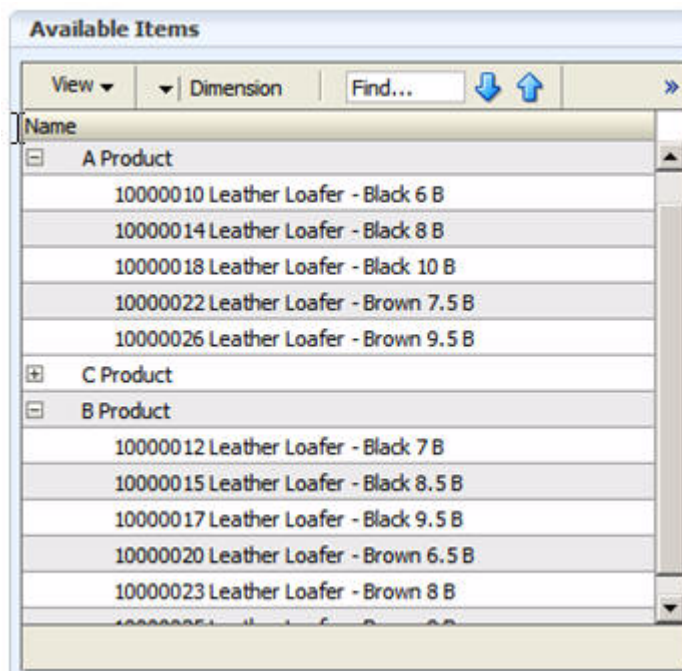 Available Items
View Dimension Find... »
Name
A Product
10000010 Leather Loafer - Black 6 B
10000014 Leather Loafer - Black 8 B
10000018 Leather Loafer - Black 10 B
10000022 Leather Loafer - Brown 7.5 B
10000026 Leather Loafer - Brown 9.5 B
C Product
B Product
10000012 Leather Loafer - Black 7 B
10000015 Leather Loafer - Black 8.5 B
10000017 Leather Loafer - Black 9.5 B
10000020 Leather Loafer - Brown 6.5 B
10000023 Leather Loafer - Brown 8 B